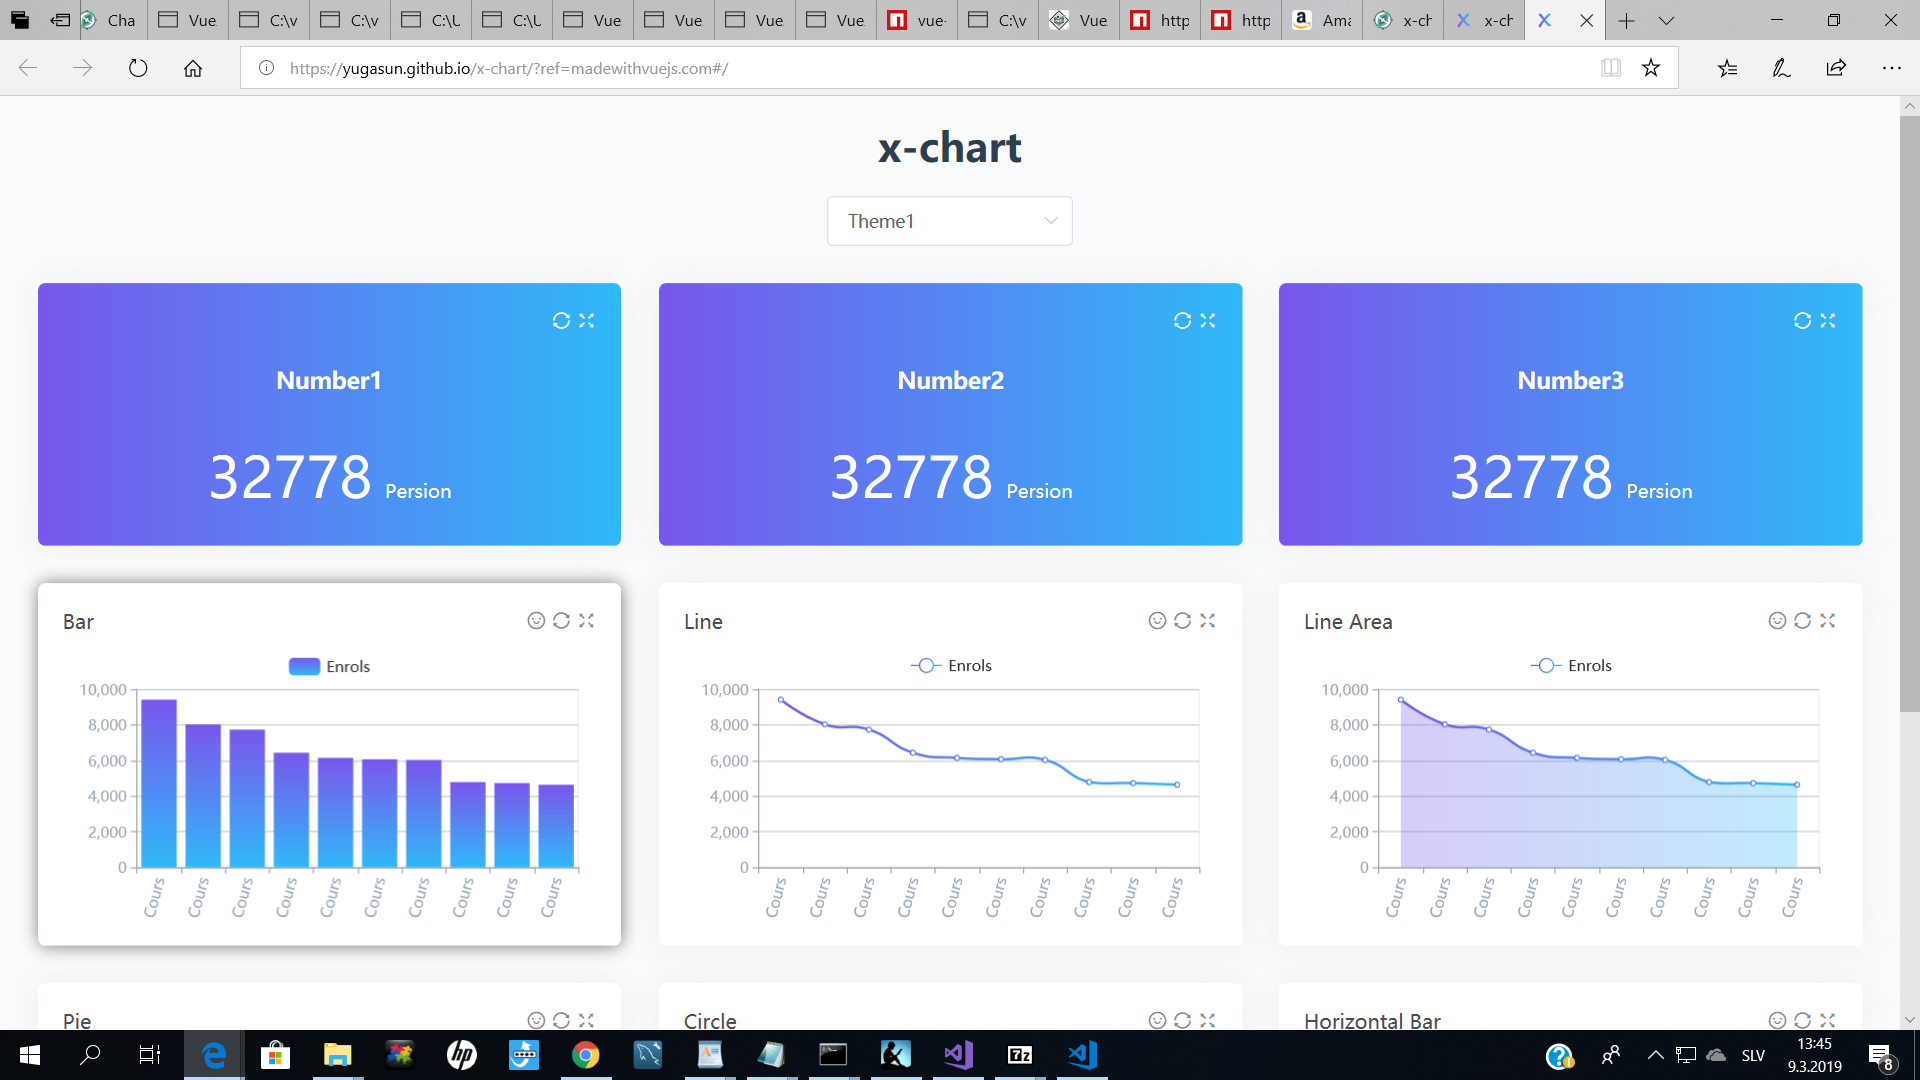 Cha
Vue
C:\v
C:\v
C:\U
C:\U
Vue
Vue
Vue
Vue
vue-
C:\v
Vue
http
http
Ama
x-ch
x-ch
https://yugasun.github.io/x-chart/?ref=madewithvuejs.com#/
x-chart
Theme1
Number1
32778 Persion
Number2
32778 Persion
Number3
32778 Persion
Bar
Enrols
10,000
8,000
6,000
4,000
2,000
0
Cours Cours Cours Cours Cours Cours Cours Cours Cours Cours
Line
Enrols
10,000
8,000
6,000
4,000
2,000
0
Cours Cours Cours Cours Cours Cours Cours Cours Cours Cours
Line Area
Enrols
10,000
8,000
6,000
4,000
2,000
0
Cours Cours Cours Cours Cours Cours Cours Cours Cours Cours
Pie
Circle
Horizontal Bar
hp
7z
SLV
13:45
9.3.2019
8